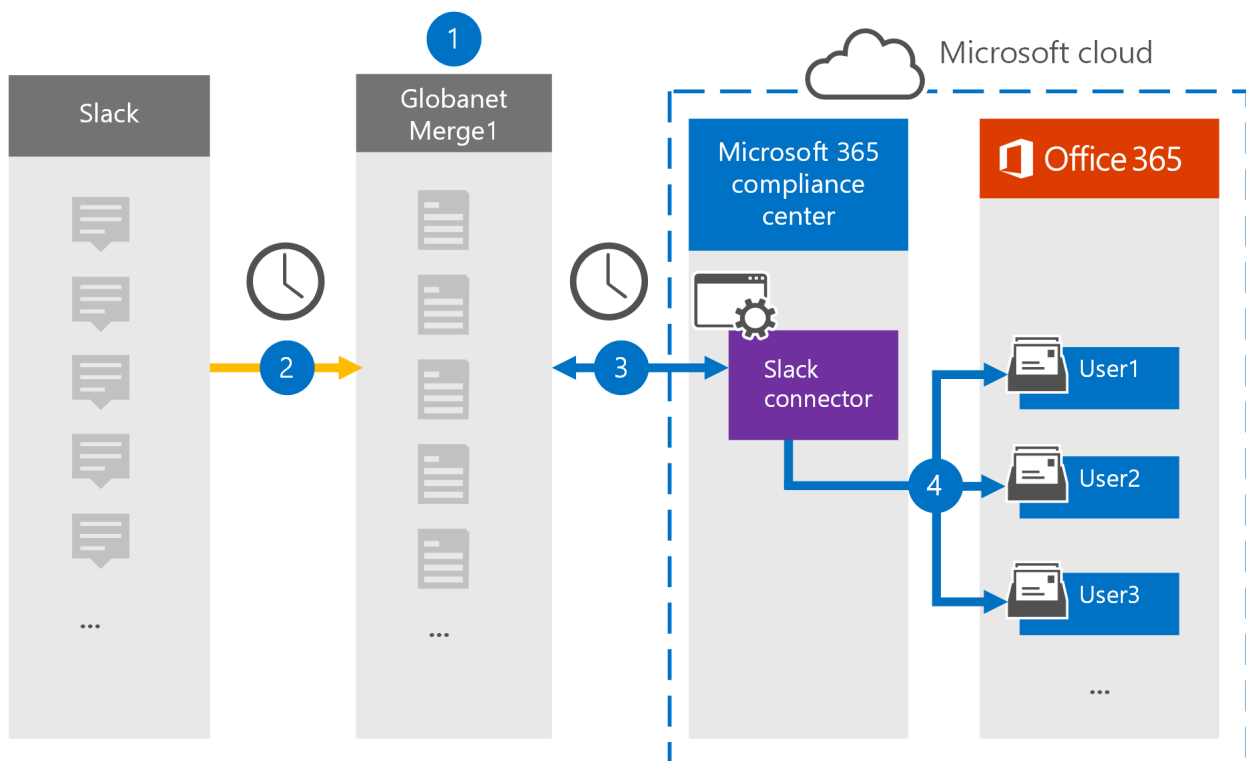 1
Microsoft cloud
Slack
Globanet
Merge1
Microsoft 365
compliance
center
Office 365
2
3
Slack
connector
4
User1
User2
User3
...
...
...